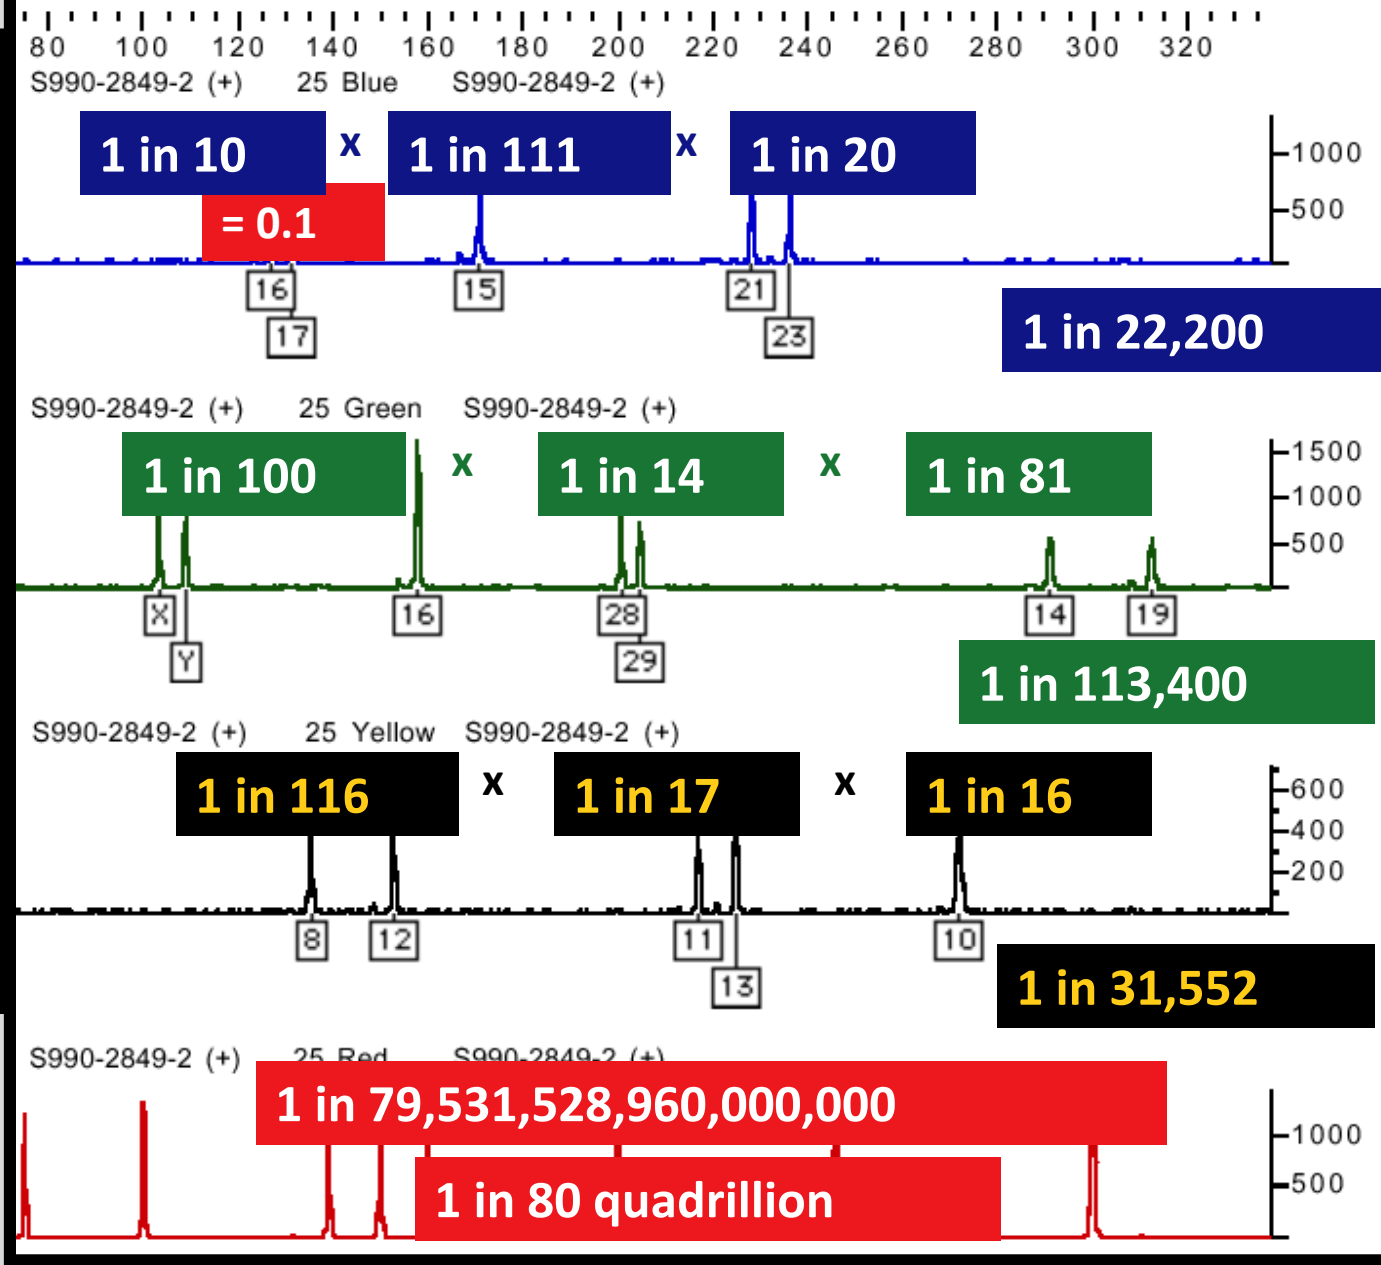 80 100 120 140 160 180 200 220 240 260 280 300 320
S990-2849-2 (+) 25 Blue S990-2849-2 (+)
1 in 10 x 1 in 111 x 1 in 20
1000
= 0.1
500
16 15 21
17 23
1 in 22,200
S990-2849-2 (+) 25 Green S990-2849-2 (+)
1 in 100 x 1 in 14 x 1 in 81
1500
1000
500
X 16 28 14 19
Y 29
1 in 113,400
S990-2849-2 (+) 25 Yellow S990-2849-2 (+)
1 in 116 x 1 in 17 x 1 in 16
600
400
200
8 12 11 10
13
1 in 31,552
S990-2849-2 (+) 25 Red S990-2849-2 (+)
1 in 79,531,528,960,000,000
1000
1 in 80 quadrillion
500